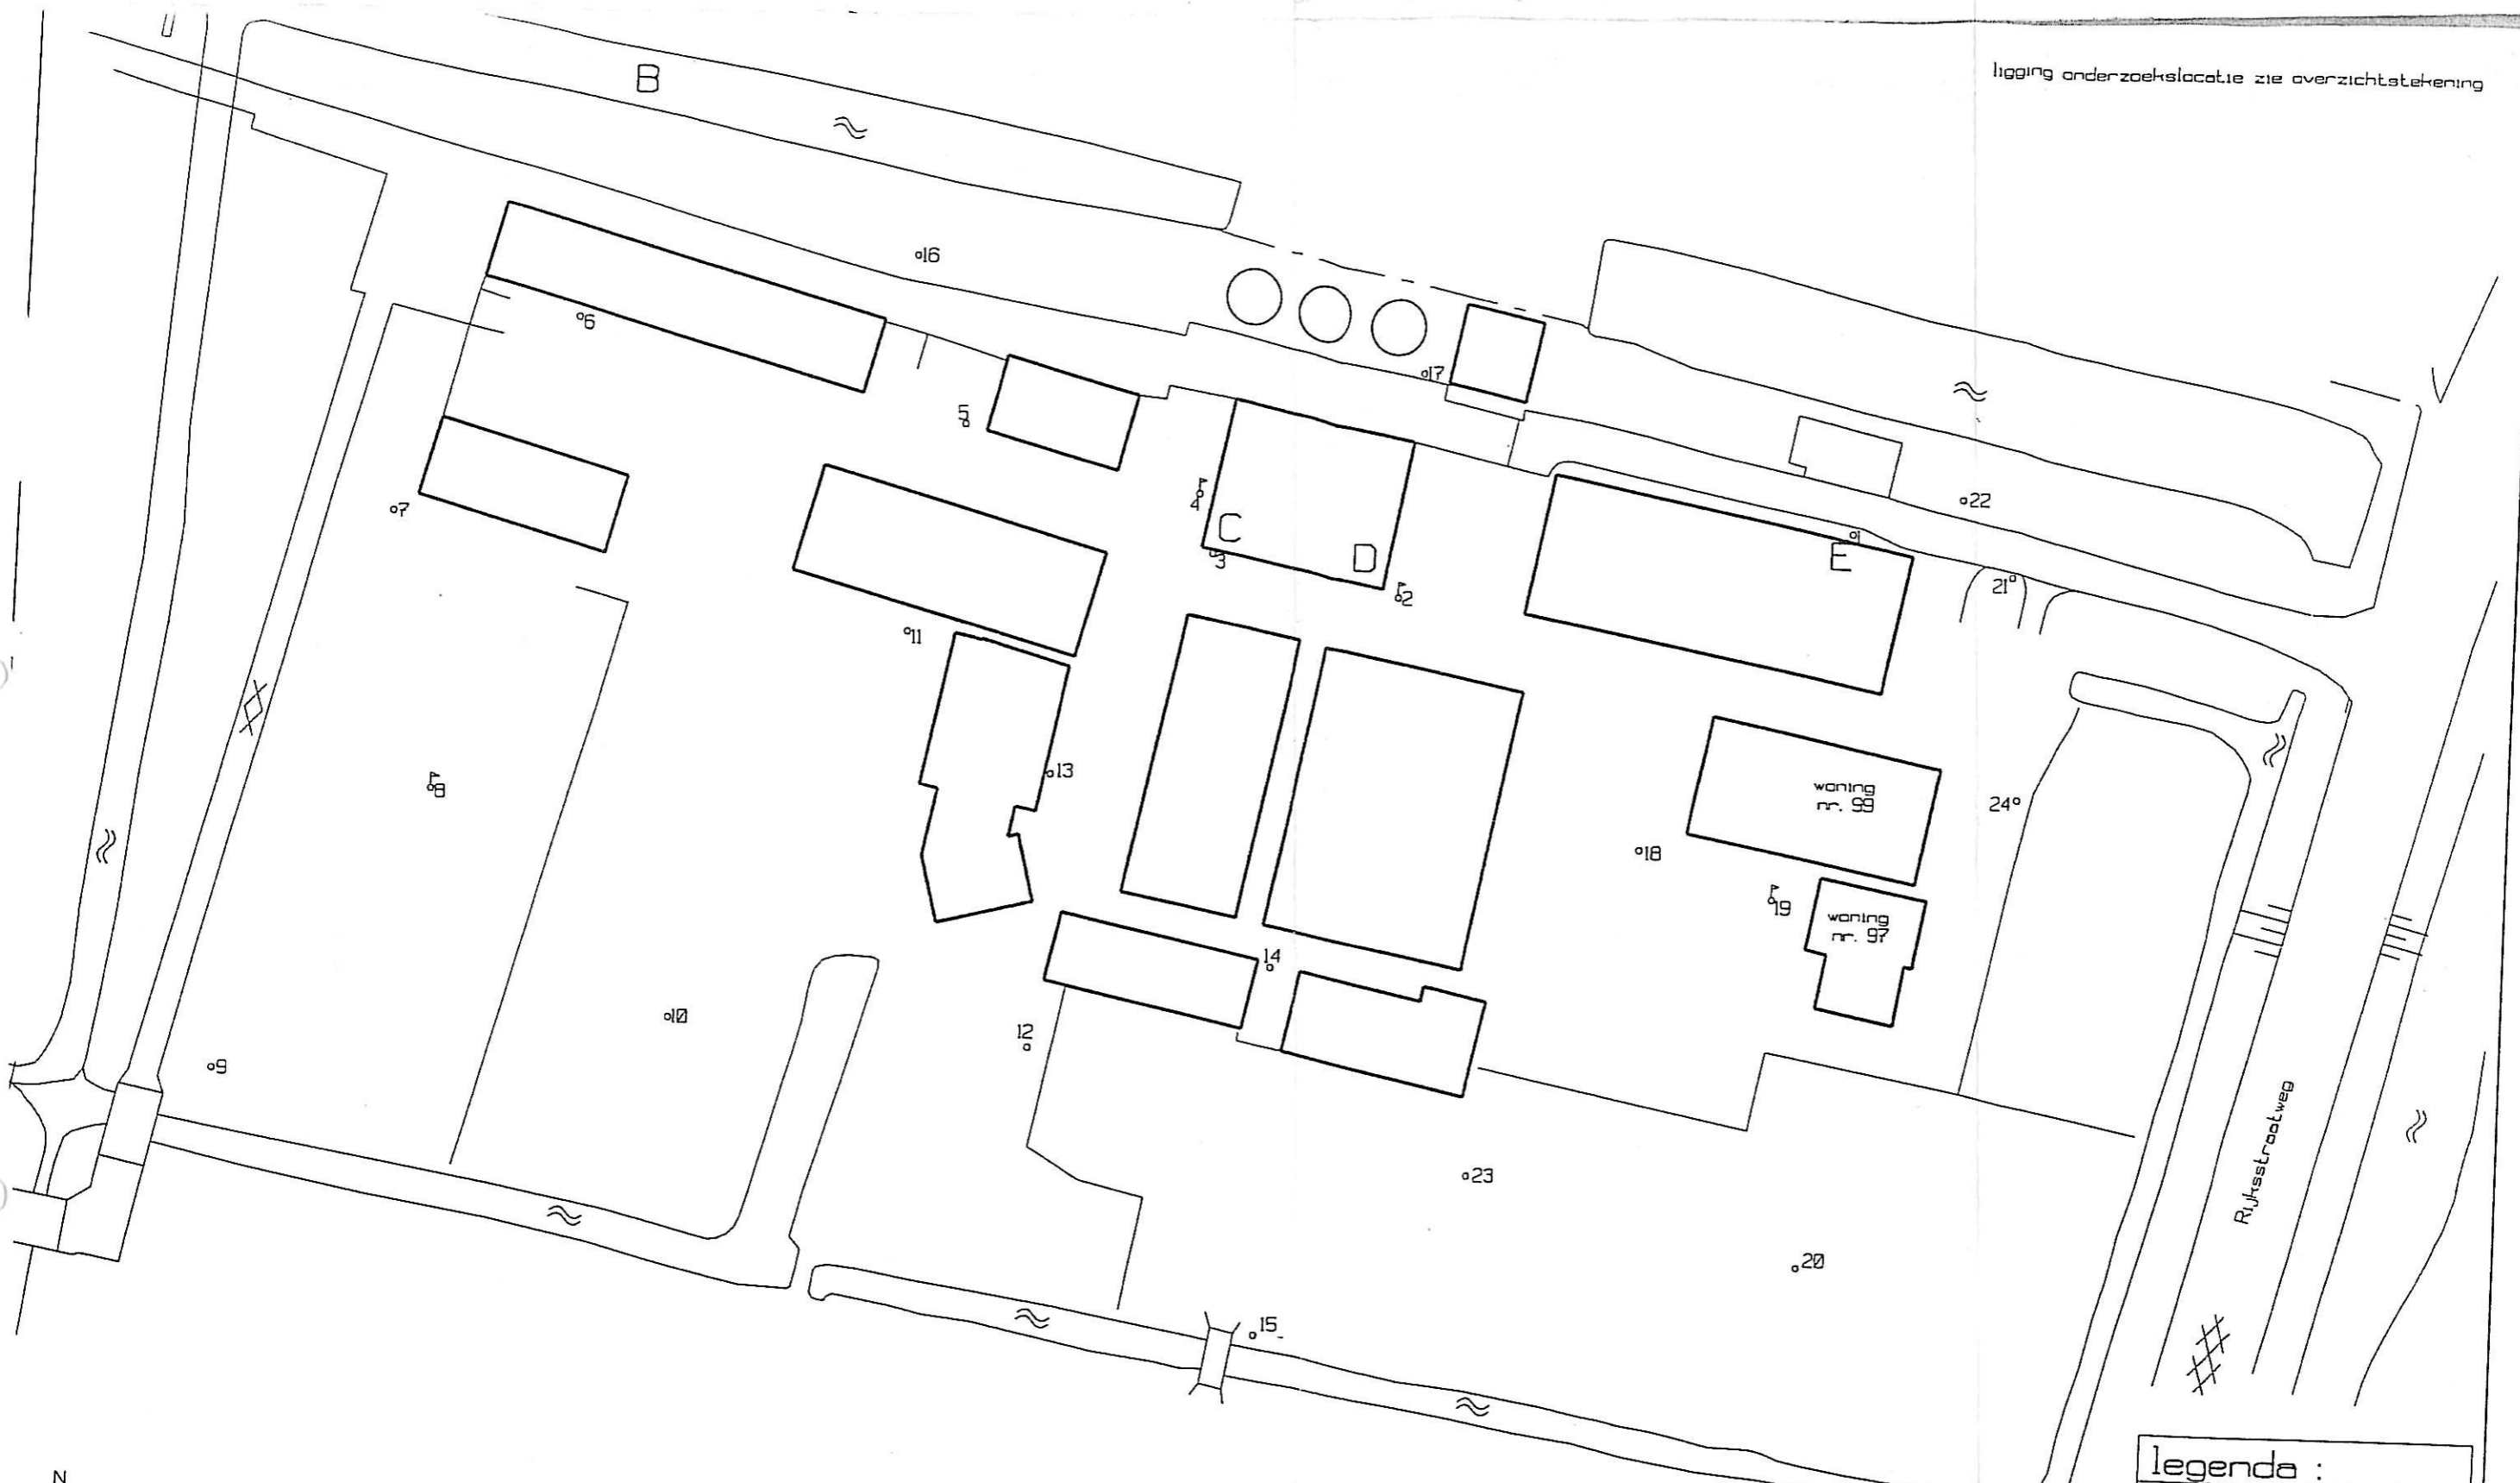 ligging onderzoekslocatie zie overzichtstekening
B
16
6
17
5
22
7
4
C
3
D
1
E
2
21
11
13
8
woning
nr. 99
24
18
19
woning
nr. 97
14
10
12
9
Rijksstraatweg
23
20
15
legenda :
N